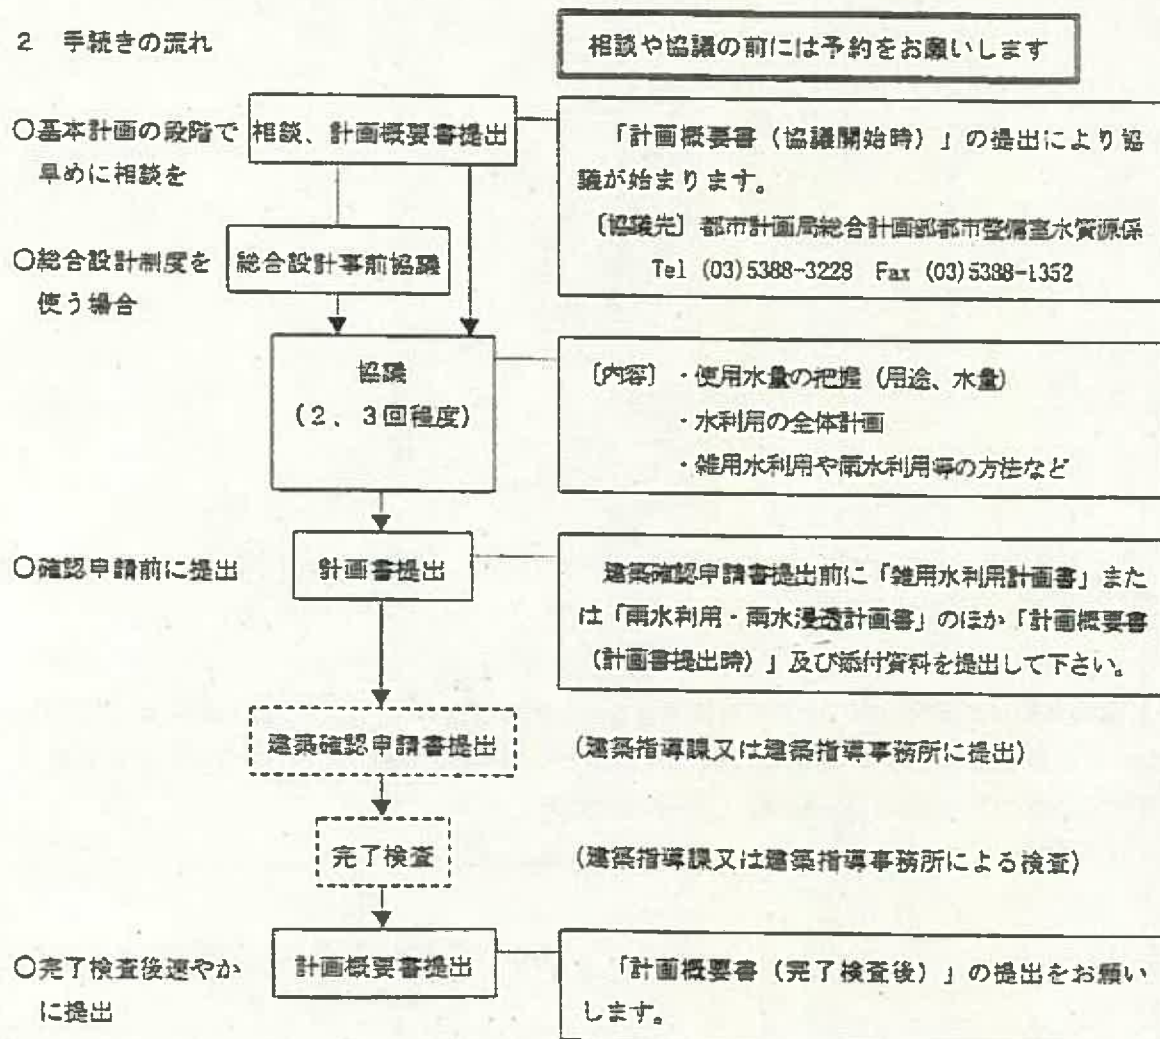 2 手続きの流れ
相談や協議の前には予約をお願いします
〇基本計画の段階で
早めに相談を
相談、計画概要書提出
「計画概要書(協議開始時)」の提出により協
議が始まります。
〔協議先〕都市計画局総合計画部都市整備室水資源係
Tel (03)5388-3228 Fax (03)5388-1352
〇総合設計制度を
使う場合
総合設計事前協議
協議
(2、3回程度)
〔内容〕・使用水量の把握(用途、水量)
・水利用の全体計画
・雑用水利用や雨水利用等の方法など
〇確認申請前に提出
計画書提出
建築確認申請書提出前に「雑用水利用計画書」また
は「雨水利用・雨水浸透計画書」のほか「計画概要書
(計画書提出時)」及び添付資料を提出して下さい。
建築確認申請書提出
(建築指導課又は建築指導事務所に提出)
完了検査
(建築指導課又は建築指導事務所による検査)
〇完了検査後速やか
に提出
計画概要書提出
「計画概要書(完了検査後)」の提出をお願い
します。